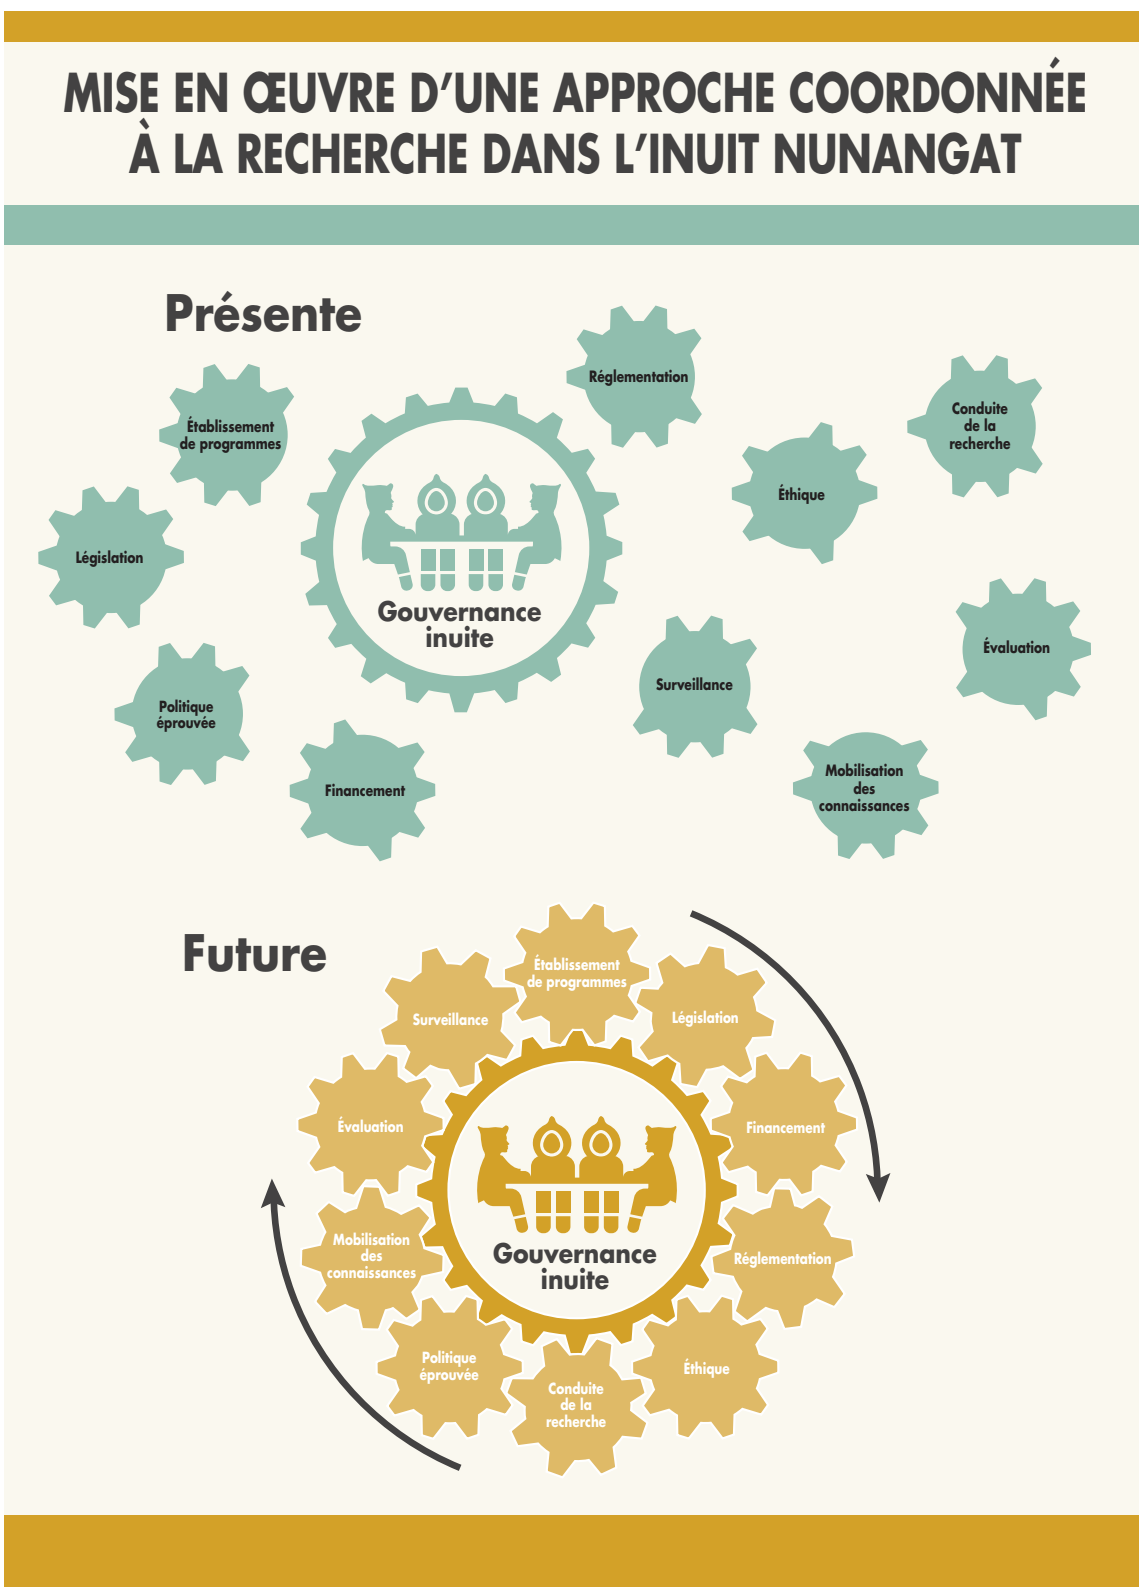 MISE EN ŒUVRE D’UNE APPROCHE COORDONNÉE
À LA RECHERCHE DANS L’INUIT NUNANGAT
Présente
Réglementation
Conduite
de la
recherche
Établissement
de programmes
Éthique
Législation
Gouvernance
inuite
Évaluation
Surveillance
Politique
éprouvée
Financement
Mobilisation
des
connaissances
Future
Établissement
de programmes
Surveillance
Législation
Évaluation
Financement
Mobilisation
des
connaissances
Gouvernance
inuite
Réglementation
Politique
éprouvée
Éthique
Conduite
de la
recherche